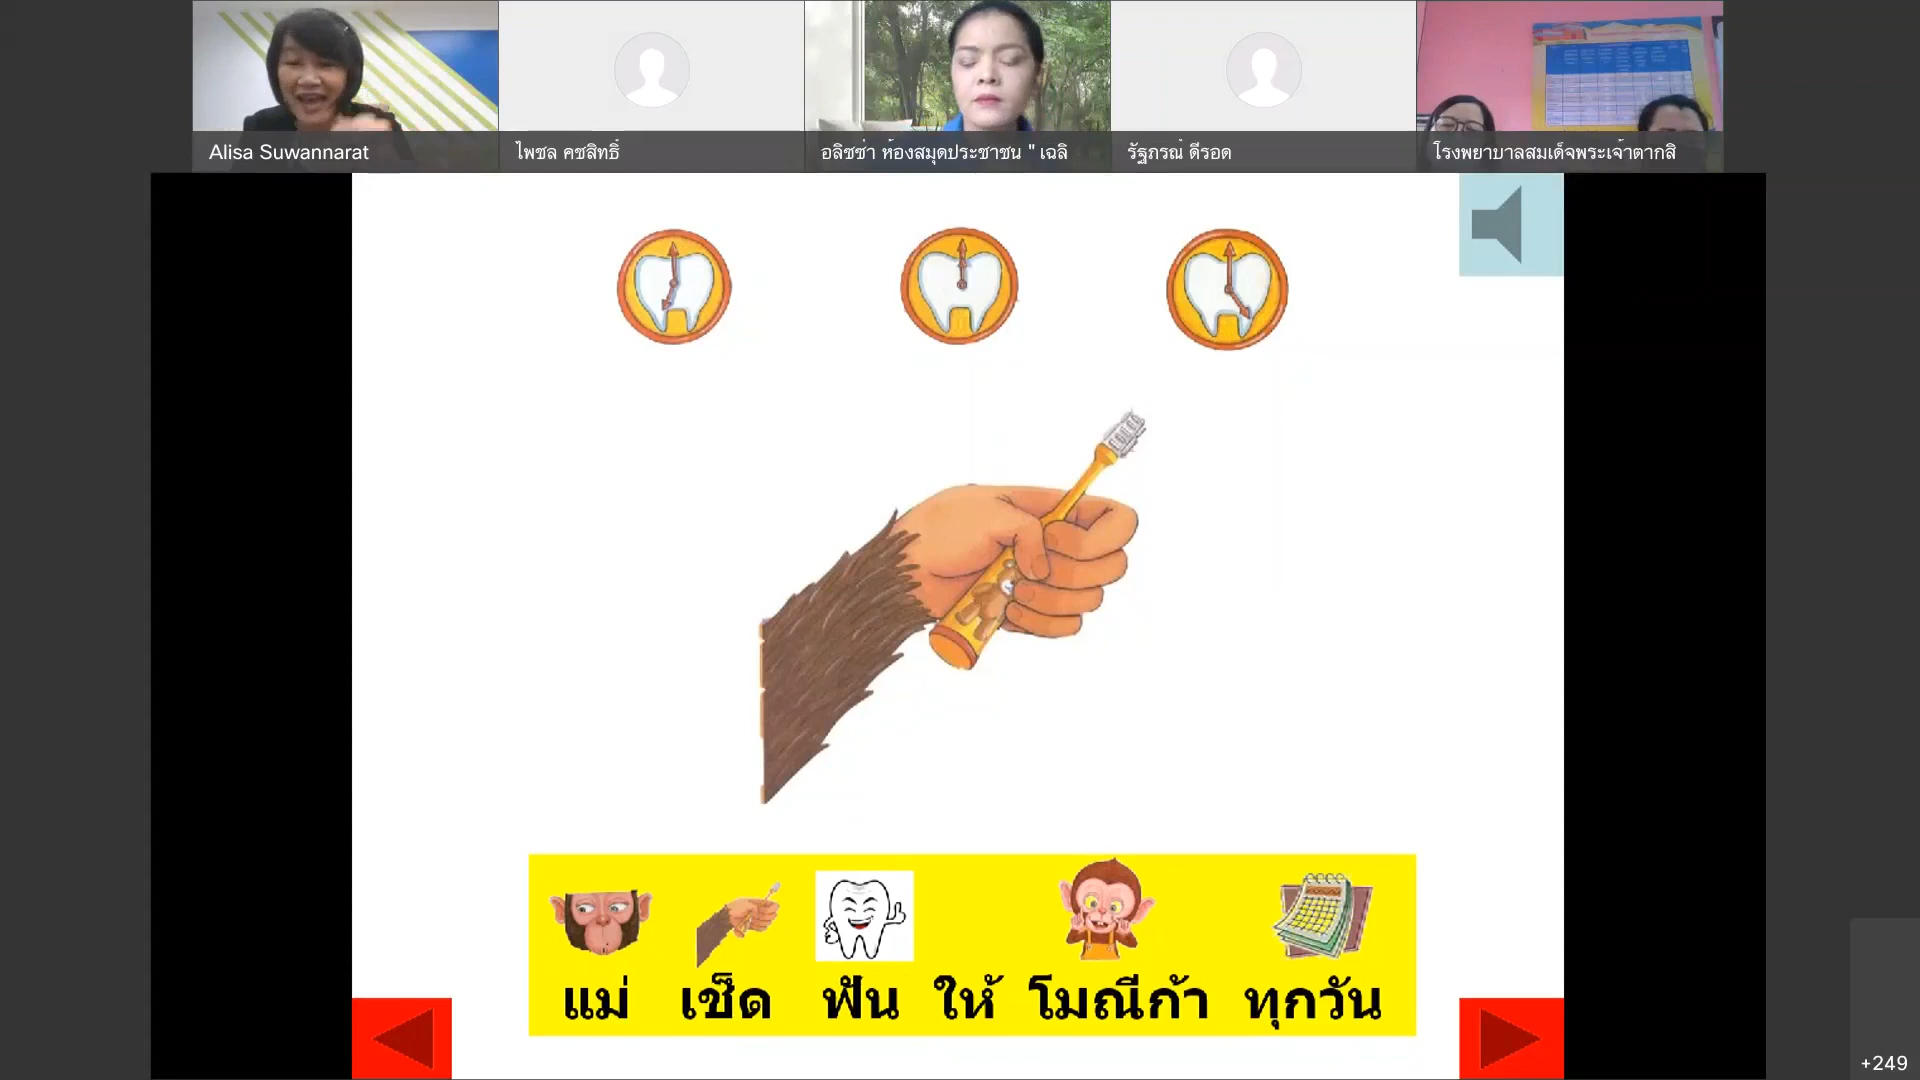 Alisa Suwannarat
ไพซล คชสิทธิ์
อลิซซ่า ห้องสมุดประชาชน " เฉลิ
รัฐภรณ์ ดีรอด
โรงพยาบาลสมเด็จพระเจ้าตากสิ
แม่ เช็ด ฟัน ให้ โมณีก้า ทุกวัน
+249